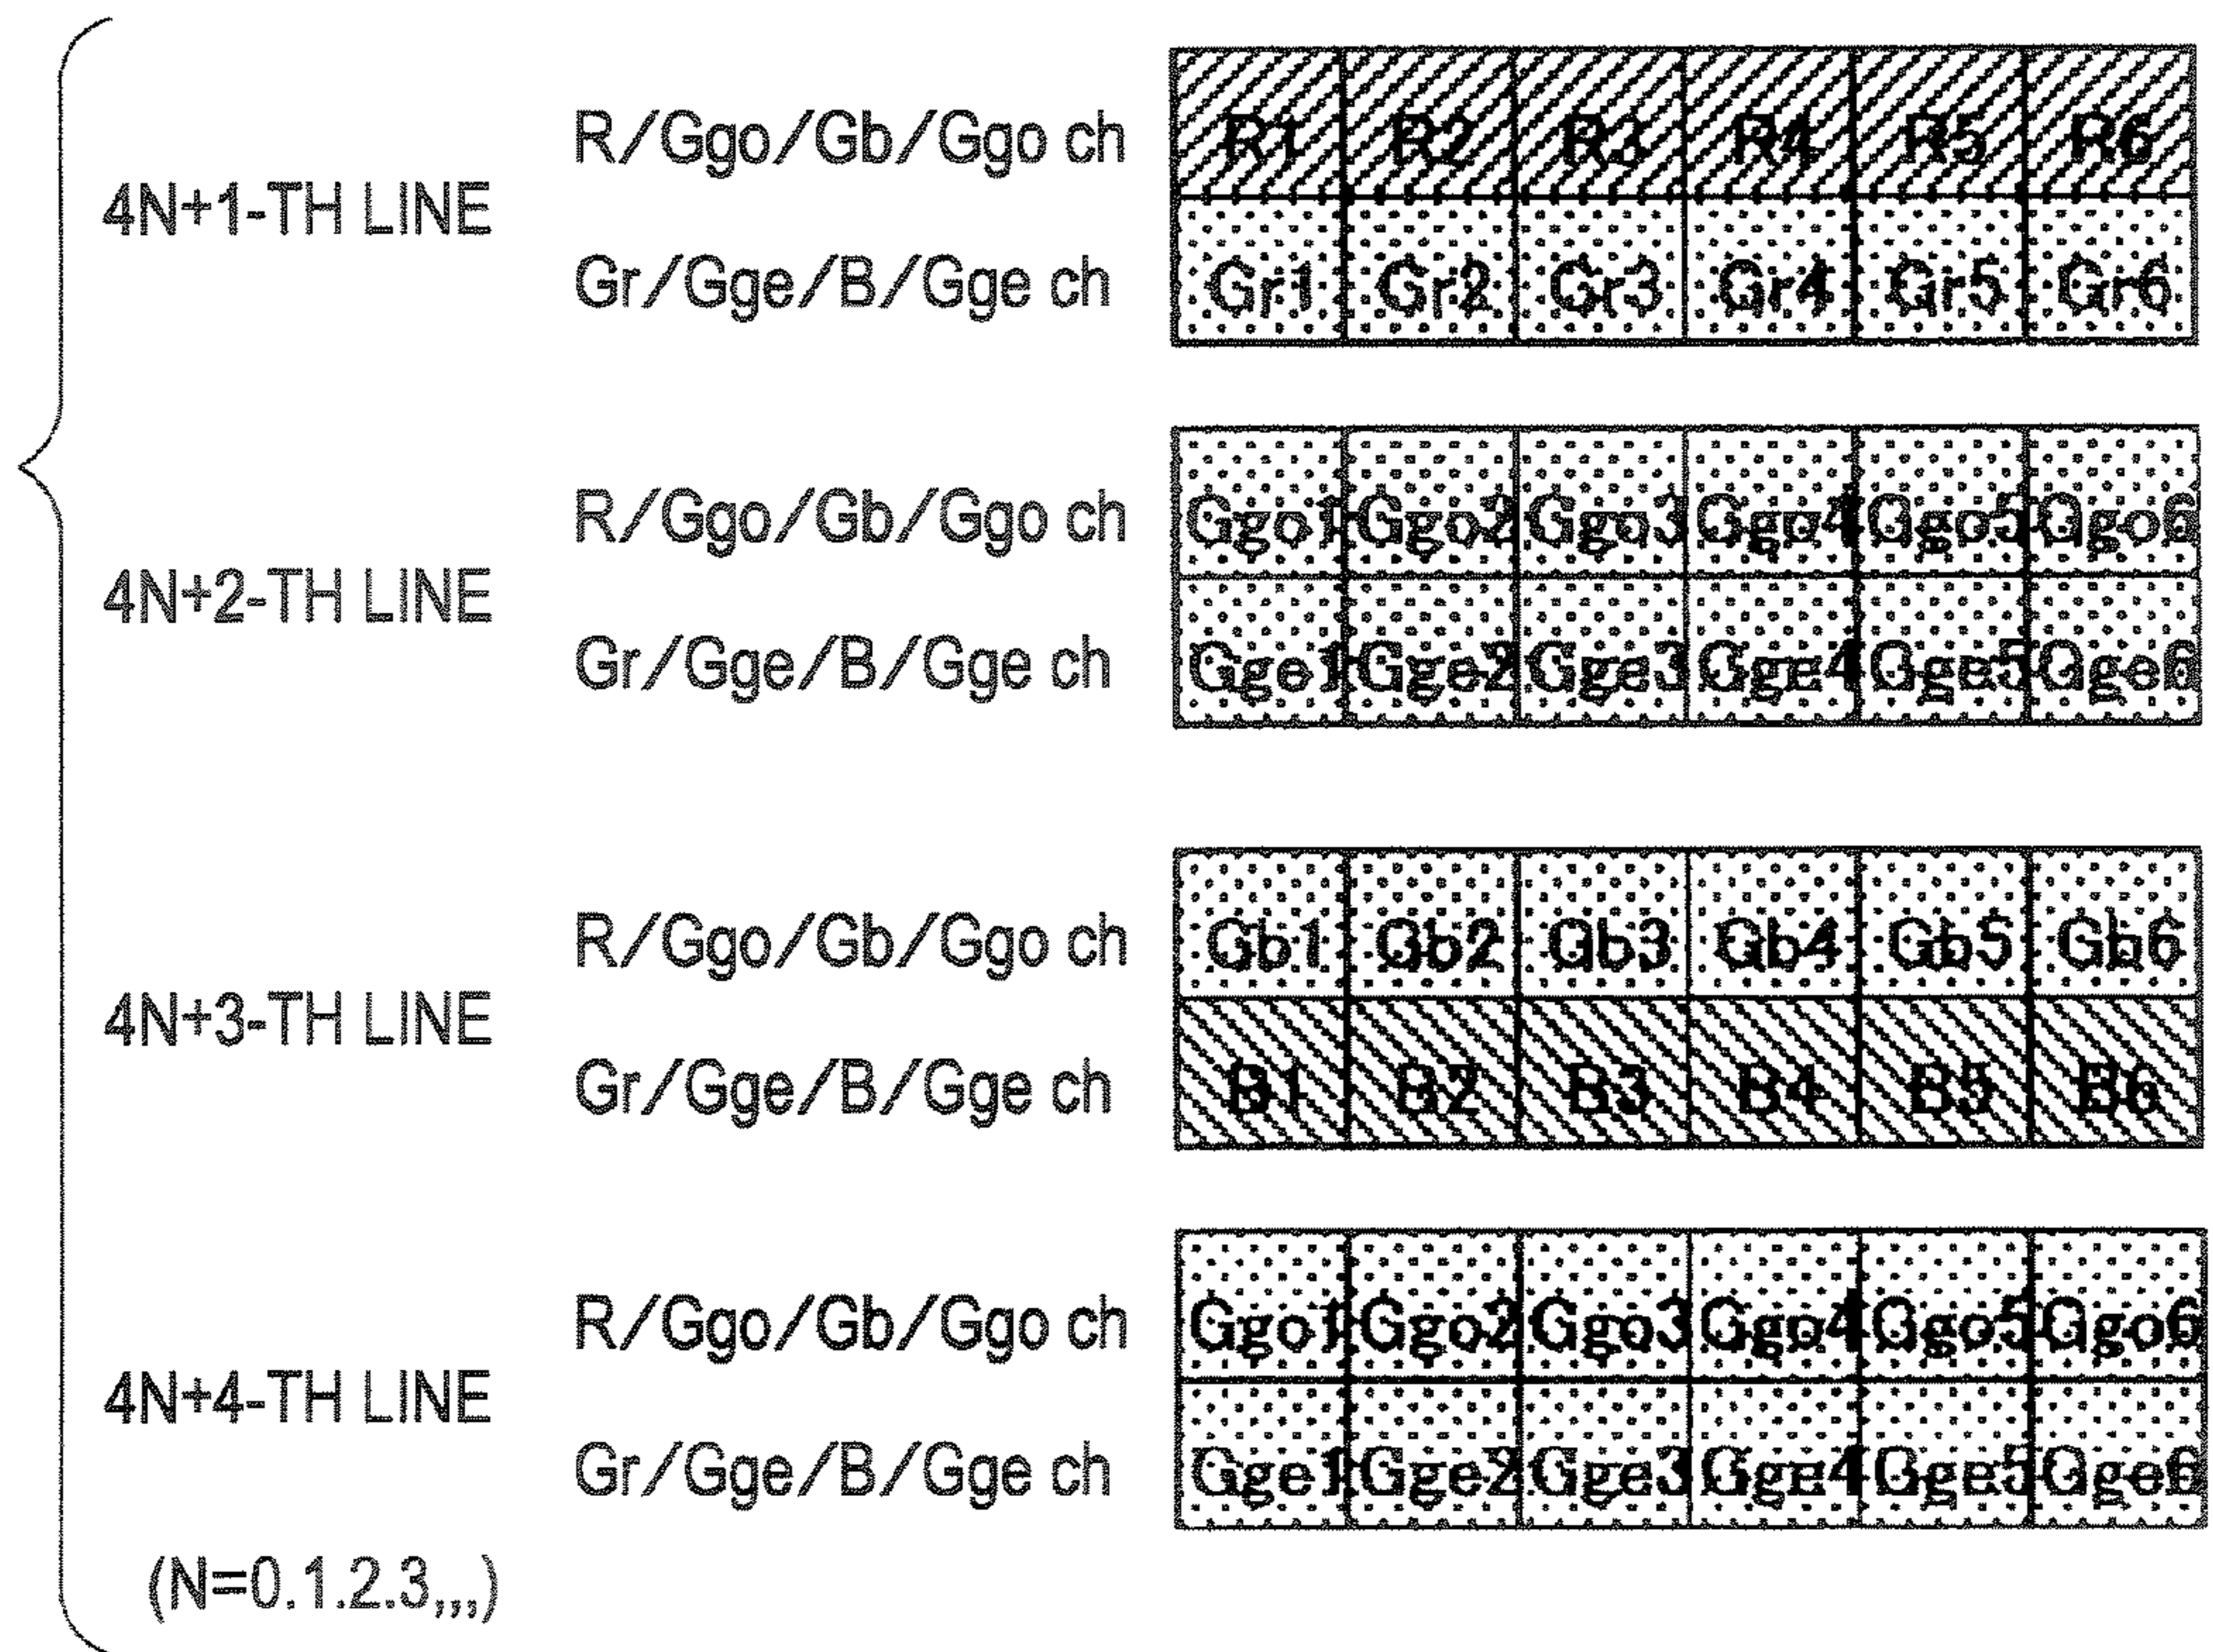 R/Ggo/Gb/Ggo ch R1 R2 R3 R4 R5 R6
4N+1-TH LINE
Gr/Gge/B/Gge ch Gr1 Gr2 Gr3 Gr4 Gr5 Gr6
R/Ggo/Gb/Ggo ch Ggo1 Ggo2 Ggo3 Ggo4 Ggo5 Ggo6
4N+2-TH LINE
Gr/Gge/B/Gge ch Gge1 Gge2 Gge3 Gge4 Gge5 Gge6
R/Ggo/Gb/Ggo ch Gb1 Gb2 Gb3 Gb4 Gb5 Gb6
4N+3-TH LINE
Gr/Gge/B/Gge ch B1 B2 B3 B4 B5 B6
R/Ggo/Gb/Ggo ch Ggo1 Ggo2 Ggo3 Ggo4 Ggo5 Ggo6
4N+4-TH LINE
Gr/Gge/B/Gge ch Gge1 Gge2 Gge3 Gge4 Gge5 Gge6
(N=0.1.2.3,,,)